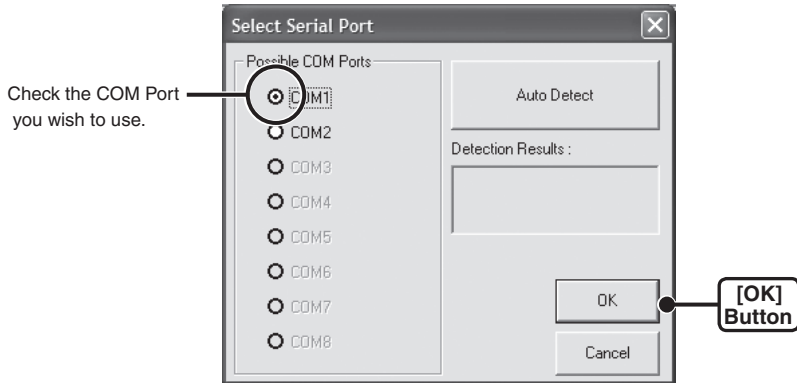 Select Serial Port
Possible COM Ports
Check the COM Port
you wish to use.
COM1
COM2
COM3
COM4
COM5
COM6
COM7
COM8
Auto Detect
Detection Results :
OK
Cancel
[OK]
Button